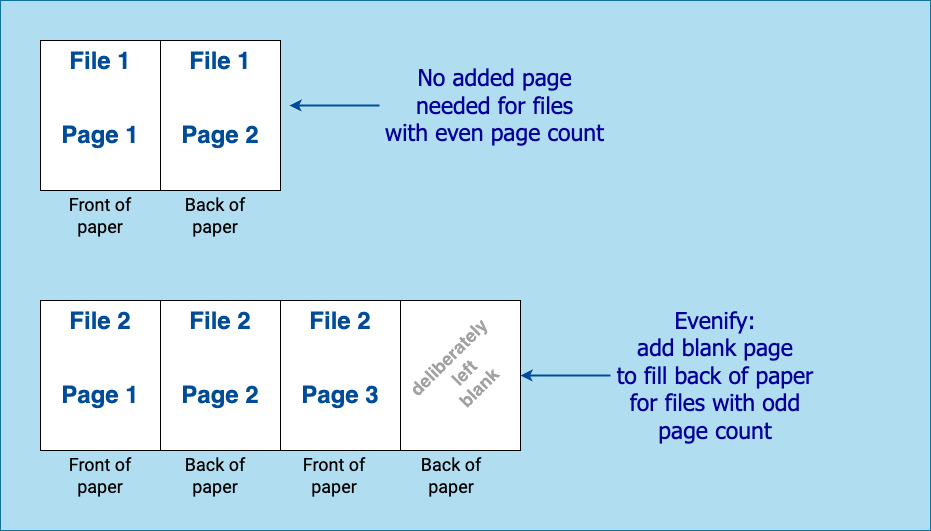 File 1
File 1
Page 1
Page 2
Front of
paper
Back of
paper
No added page
needed for files
with even page count
File 2
File 2
File 2
Page 1
Page 2
Page 3
deliberately
left
blank
Front of
paper
Back of
paper
Front of
paper
Back of
paper
Evenify:
add blank page
to fill back of paper
for files with odd
page count